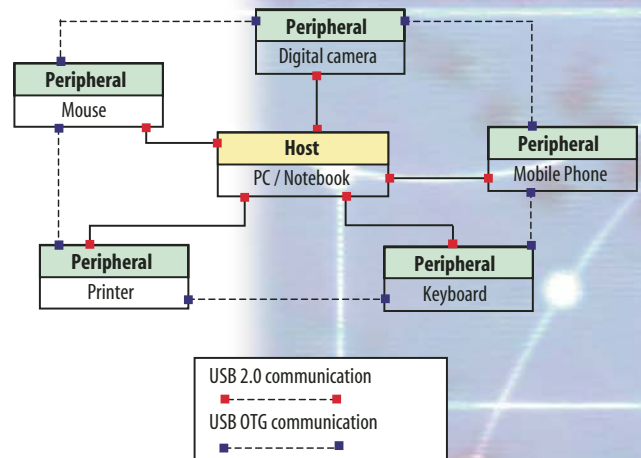 Peripheral
Digital camera
Peripheral
Mouse
Host
PC / Notebook
Peripheral
Mobile Phone
Peripheral
Printer
Peripheral
Keyboard
USB 2.0 communication
USB OTG communication